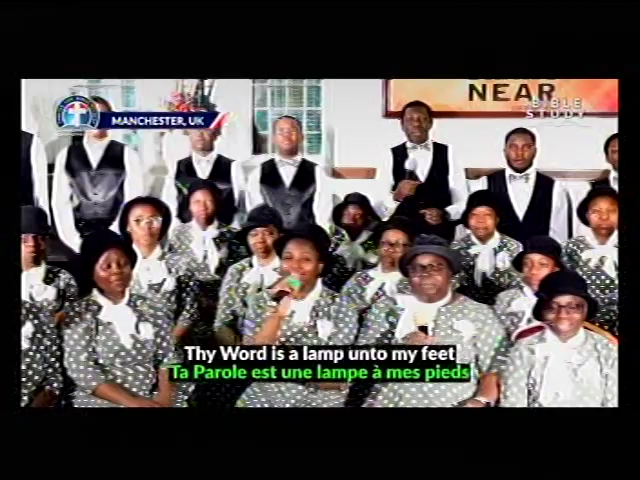 NEAR
BIBLE
STUDY
MANCHESTER, UK
Thy Word is a lamp unto my feet
Ta Parole est une lampe à mes pieds